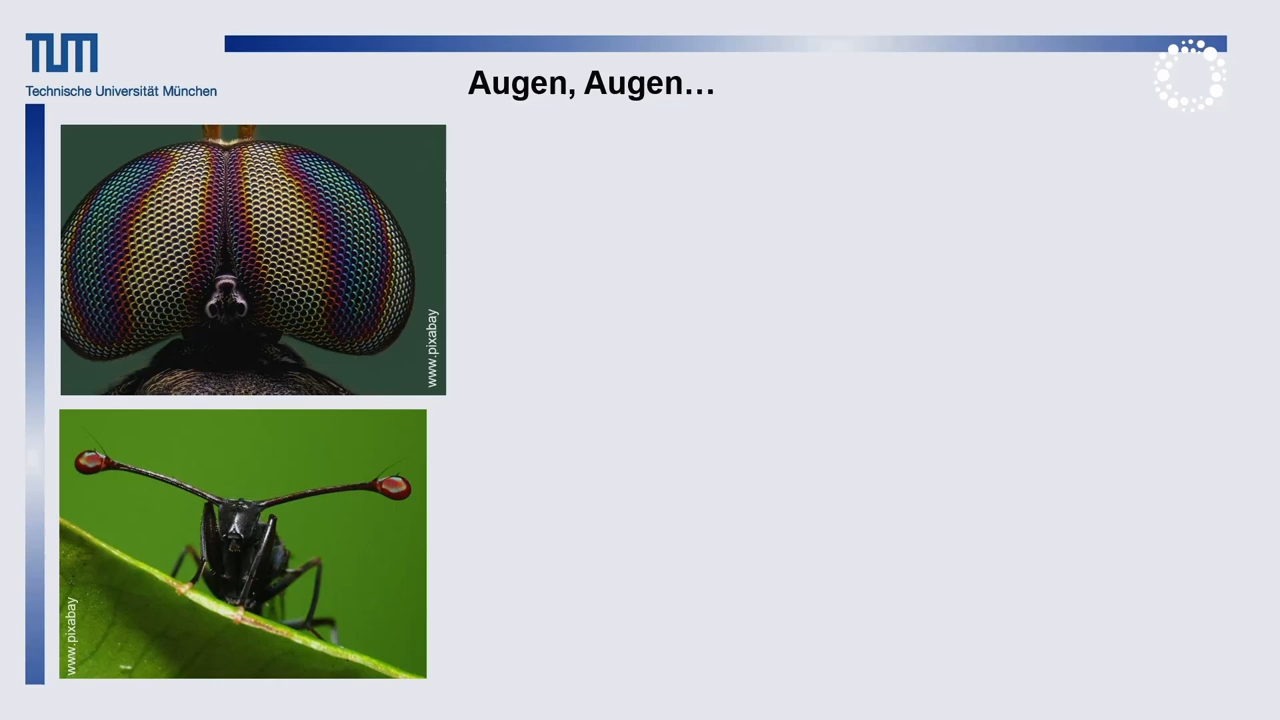 TUM
Technische Universität München
Augen, Augen…
www.pixabay
www.pixabay